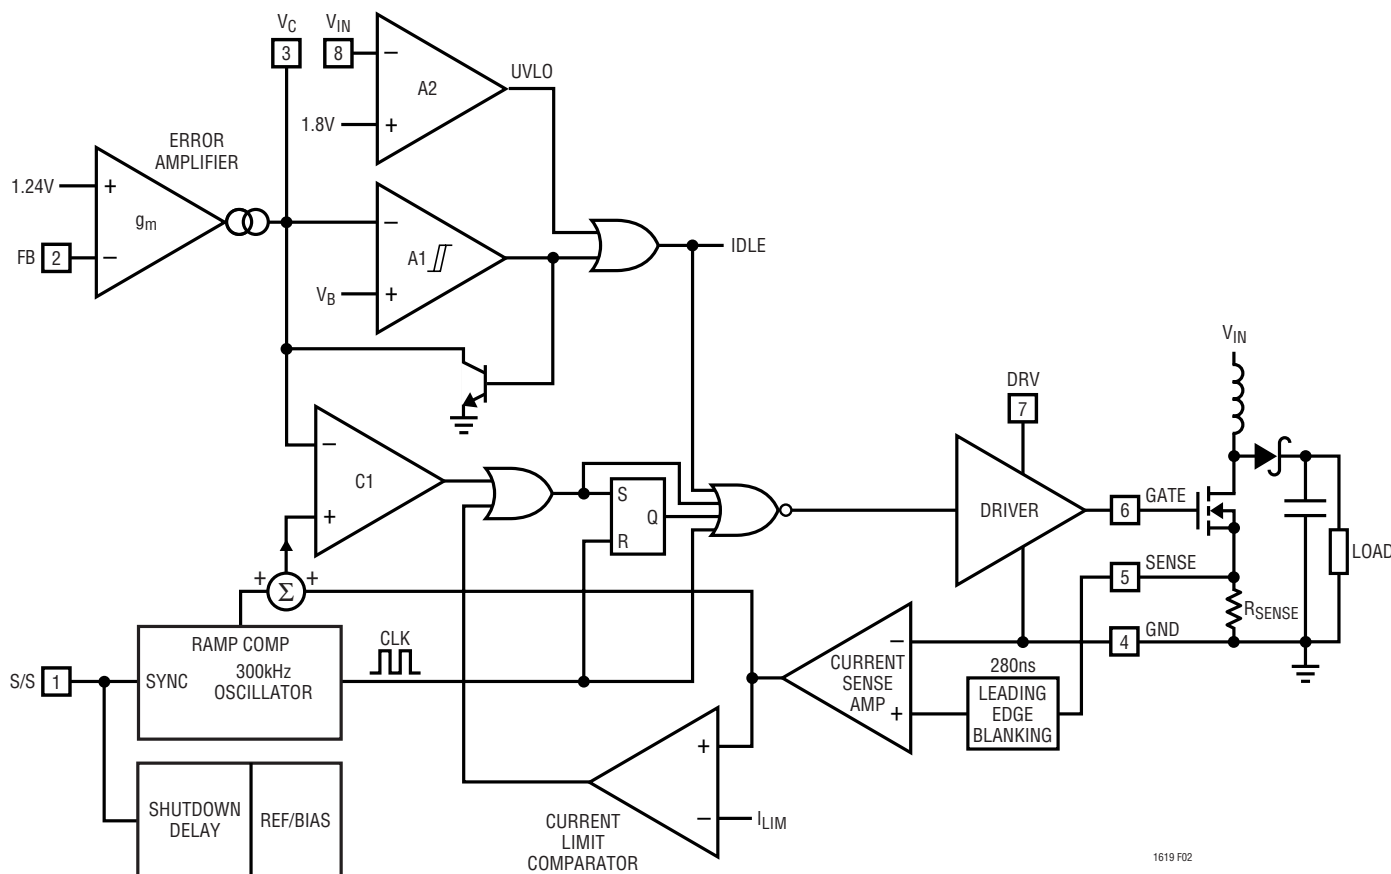 VC
3
VIN
8
UVLO
A2
−
+
1.8V
ERROR
AMPLIFIER
1.24V
+
gm
FB
2
−
−
A1
VB
+
IDLE
VIN
DRV
7
−
C1
+
S
Q
R
DRIVER
6
GATE
LOAD
5
SENSE
RSENSE
4
GND
+
Σ
+
RAMP COMP
300kHz
OSCILLATOR
SYNC
S/S
1
CLK
−
CURRENT
SENSE
AMP
+
280ns
LEADING
EDGE
BLANKING
+
−
ILIM
CURRENT
LIMIT
COMPARATOR
SHUTDOWN
DELAY
REF/BIAS
1619 F02